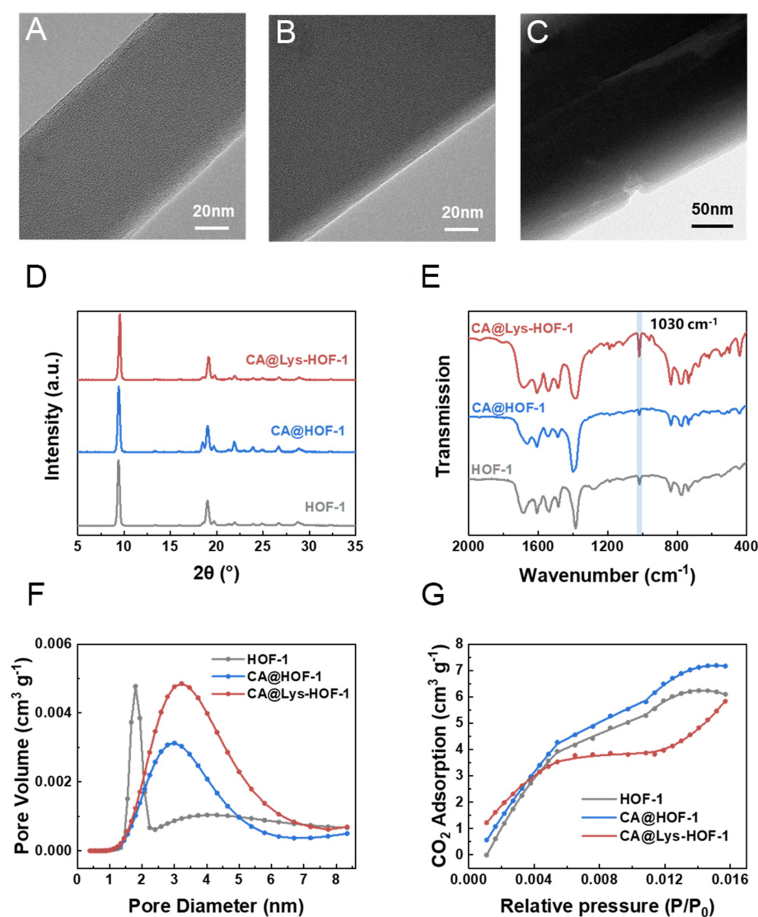 A
B
C
20nm
20nm
50nm
D
E
CA@Lys-HOF-1
CA@HOF-1
HOF-1
Intensity (a.u.)
5 10 15 20 25 30 35
2θ (°)
CA@Lys-HOF-1
1030 cm⁻¹
CA@HOF-1
HOF-1
Transmission
2000 1600 1200 800 400
Wavenumber (cm⁻¹)
F
G
0.006
0.004
0.002
0.000
Pore Volume (cm³ g⁻¹)
HOF-1
CA@HOF-1
CA@Lys-HOF-1
0 1 2 3 4 5 6 7 8
Pore Diameter (nm)
8
7
6
5
4
3
2
1
0
CO₂ Adsorption (cm³ g⁻¹)
HOF-1
CA@HOF-1
CA@Lys-HOF-1
0.000 0.004 0.008 0.012 0.016
Relative pressure (P/P₀)